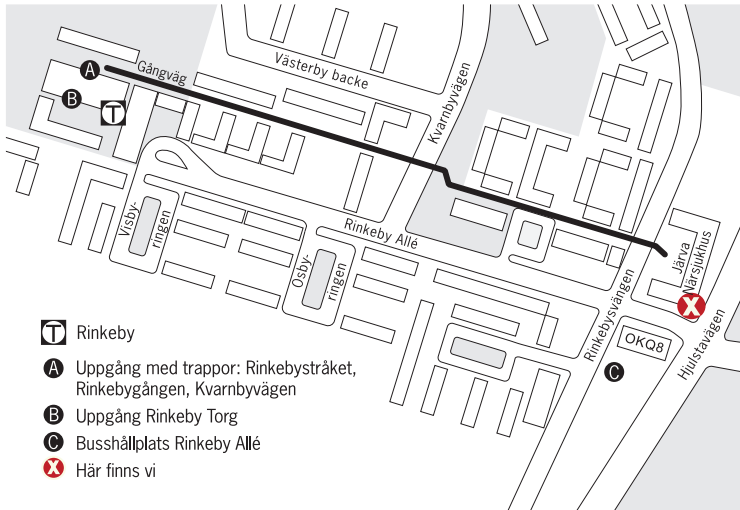 A
Gångväg
Västerby backe
Kvarnbyvägen
B
T
Visby-
ringen
Rinkeby Allé
Osby-
ringen
Järva
Närsjukhus
X
Rinkebysvängen
OKQ8
Hjulstavägen
C
T Rinkeby
A Uppgång med trappor: Rinkebystråket,
Rinkebygången, Kvarnbyvägen
B Uppgång Rinkeby Torg
C Busshållplats Rinkeby Allé
X Här finns vi